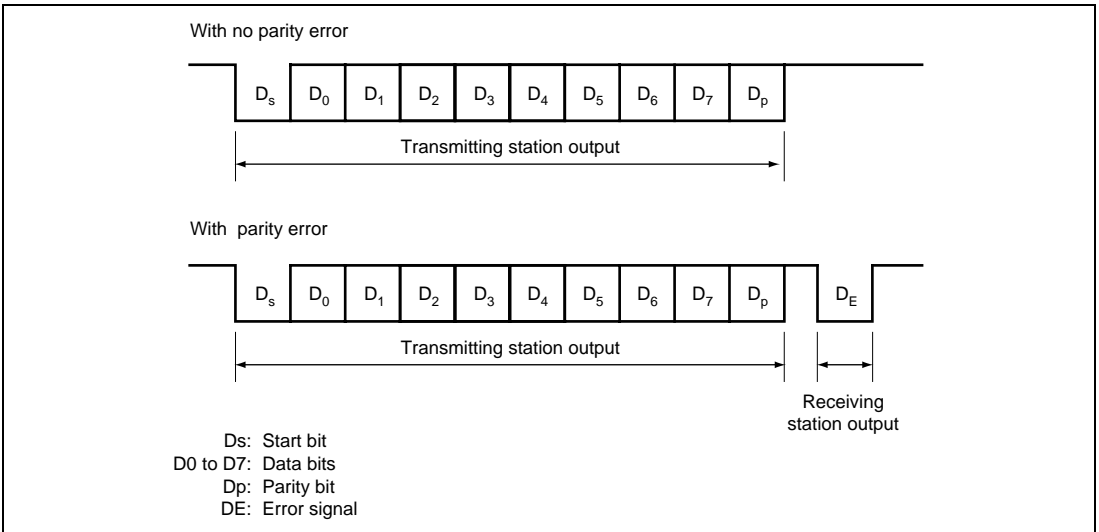 With no parity error
Ds D0 D1 D2 D3 D4 D5 D6 D7 Dp
Transmitting station output
With parity error
Ds D0 D1 D2 D3 D4 D5 D6 D7 Dp DE
Transmitting station output
Receiving
station output
Ds: Start bit
D0 to D7: Data bits
Dp: Parity bit
DE: Error signal